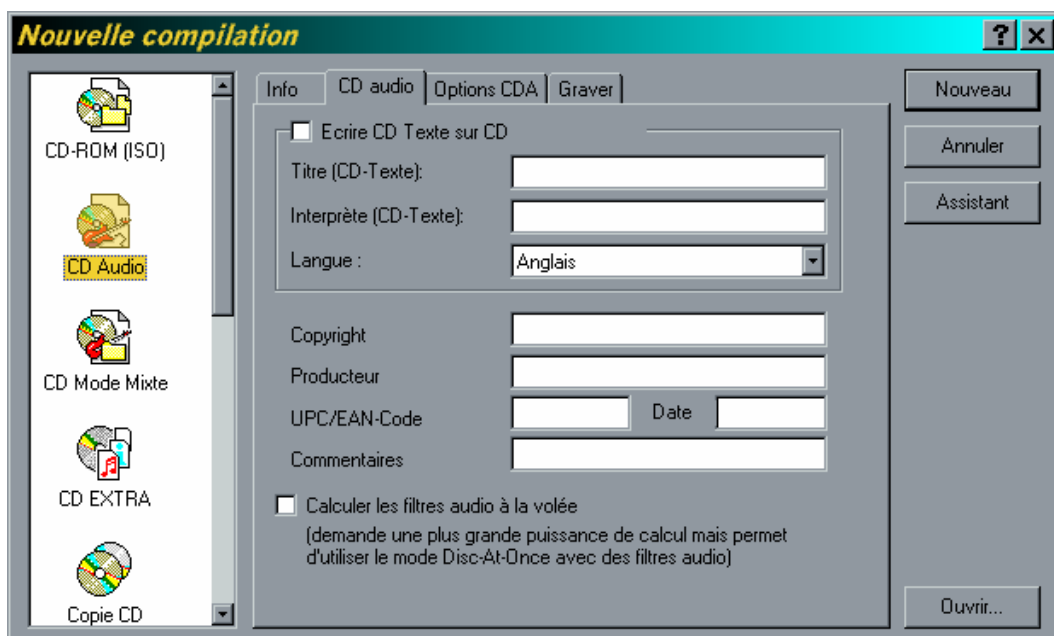 Nouvelle compilation
CD-ROM (ISO)
CD Audio
CD Mode Mixte
CD EXTRA
Copie CD
Info
CD audio
Options CDA
Graver
Ecrire CD Texte sur CD
Titre (CD-Texte):
Interprète (CD-Texte):
Langue :
Anglais
Copyright
Producteur
UPC/EAN-Code
Date
Commentaires
Calculer les filtres audio à la volée
(demande une plus grande puissance de calcul mais permet
d'utiliser le mode Disc-At-Once avec des filtres audio)
Nouveau
Annuler
Assistant
Ouvrir...